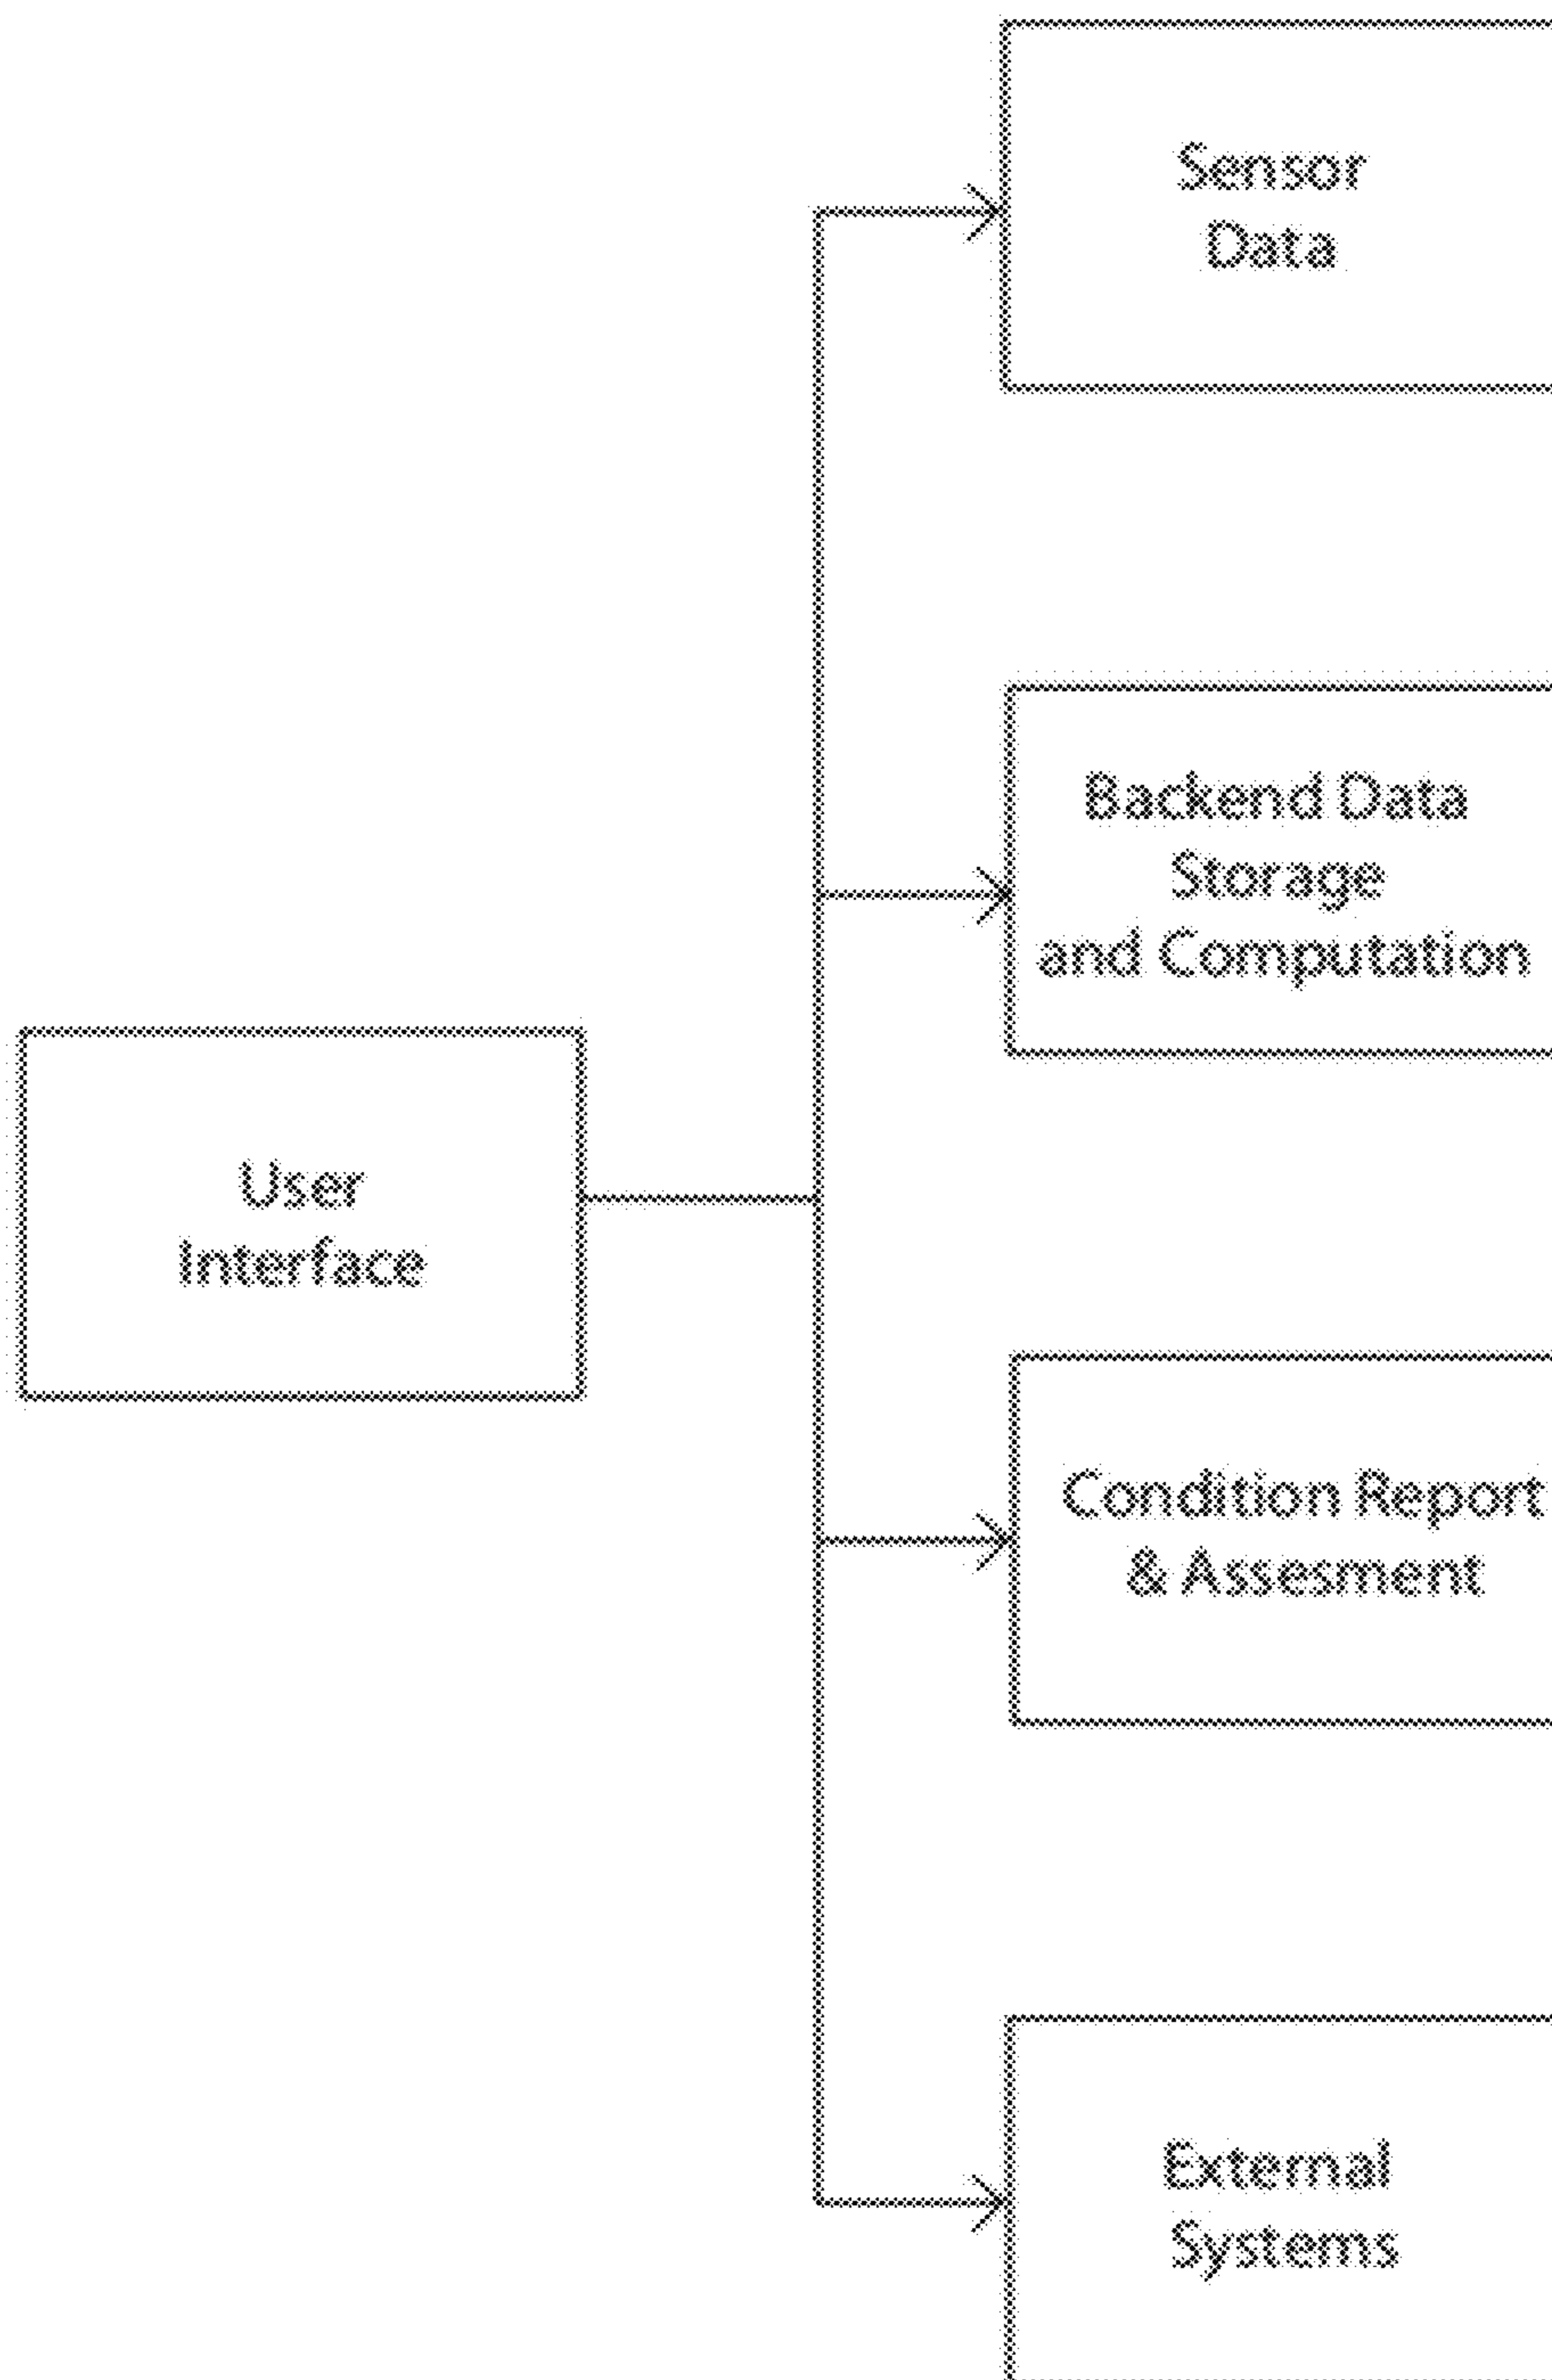 Sensor
Data
Backend Data
Storage
and Computation
User
Interface
Condition Report
& Assesment
External
Systems